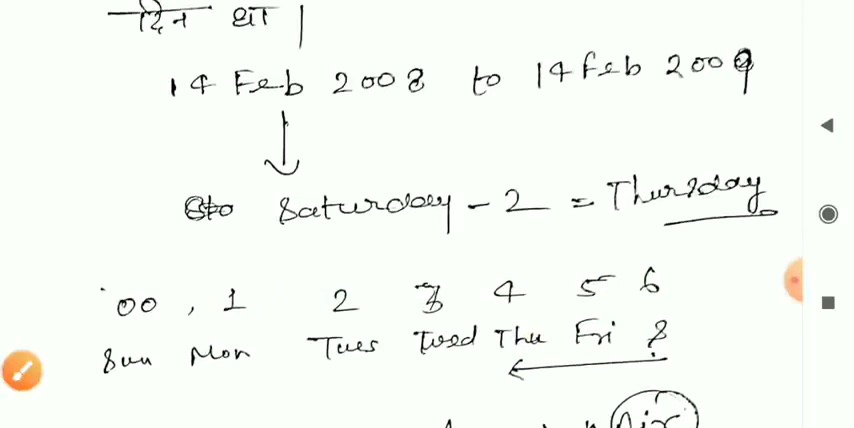 दिन था |
14 Feb 2008 to 14 feb 2009
Saturday - 2 = Thursday
00, 1 2 3 4 5 6
Sun Mon Tues Wed Thu Fri S